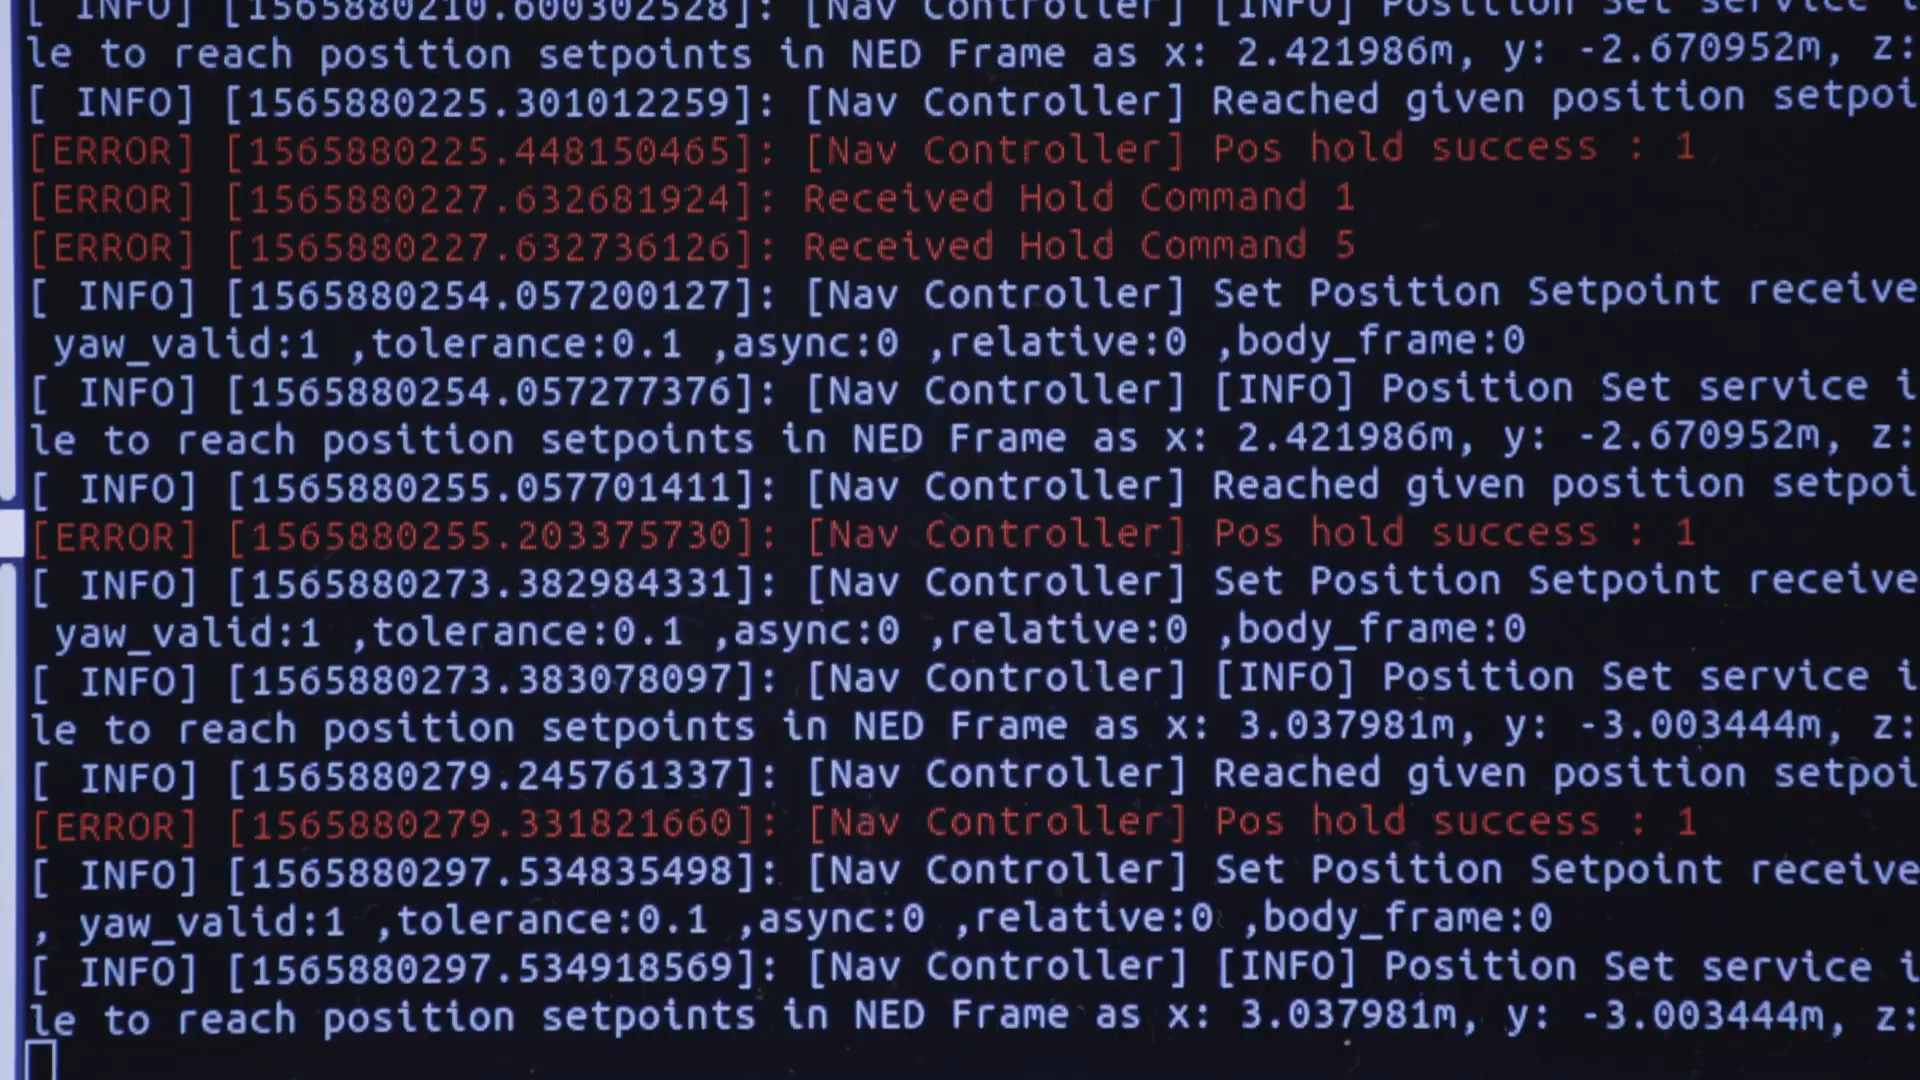 [ INFO] [1565880210.600302528]: [Nav Controller] [INFO] Position Set service i
le to reach position setpoints in NED Frame as x: 2.421986m, y: -2.670952m, z:
[ INFO] [1565880225.301012259]: [Nav Controller] Reached given position setpoi
[ERROR] [1565880225.448150465]: [Nav Controller] Pos hold success : 1
[ERROR] [1565880227.632681924]: Received Hold Command 1
[ERROR] [1565880227.632736126]: Received Hold Command 5
[ INFO] [1565880254.057200127]: [Nav Controller] Set Position Setpoint receive
yaw_valid:1 ,tolerance:0.1 ,async:0 ,relative:0 ,body_frame:0
[ INFO] [1565880254.057277376]: [Nav Controller] [INFO] Position Set service i
le to reach position setpoints in NED Frame as x: 2.421986m, y: -2.670952m, z:
[ INFO] [1565880255.057701411]: [Nav Controller] Reached given position setpoi
[ERROR] [1565880255.203375730]: [Nav Controller] Pos hold success : 1
[ INFO] [1565880273.382984331]: [Nav Controller] Set Position Setpoint receive
yaw_valid:1 ,tolerance:0.1 ,async:0 ,relative:0 ,body_frame:0
[ INFO] [1565880273.383078097]: [Nav Controller] [INFO] Position Set service i
le to reach position setpoints in NED Frame as x: 3.037981m, y: -3.003444m, z:
[ INFO] [1565880279.245761337]: [Nav Controller] Reached given position setpoi
[ERROR] [1565880279.331821660]: [Nav Controller] Pos hold success : 1
[ INFO] [1565880297.534835498]: [Nav Controller] Set Position Setpoint receive
, yaw_valid:1 ,tolerance:0.1 ,async:0 ,relative:0 ,body_frame:0
[ INFO] [1565880297.534918569]: [Nav Controller] [INFO] Position Set service i
le to reach position setpoints in NED Frame as x: 3.037981m, y: -3.003444m, z: